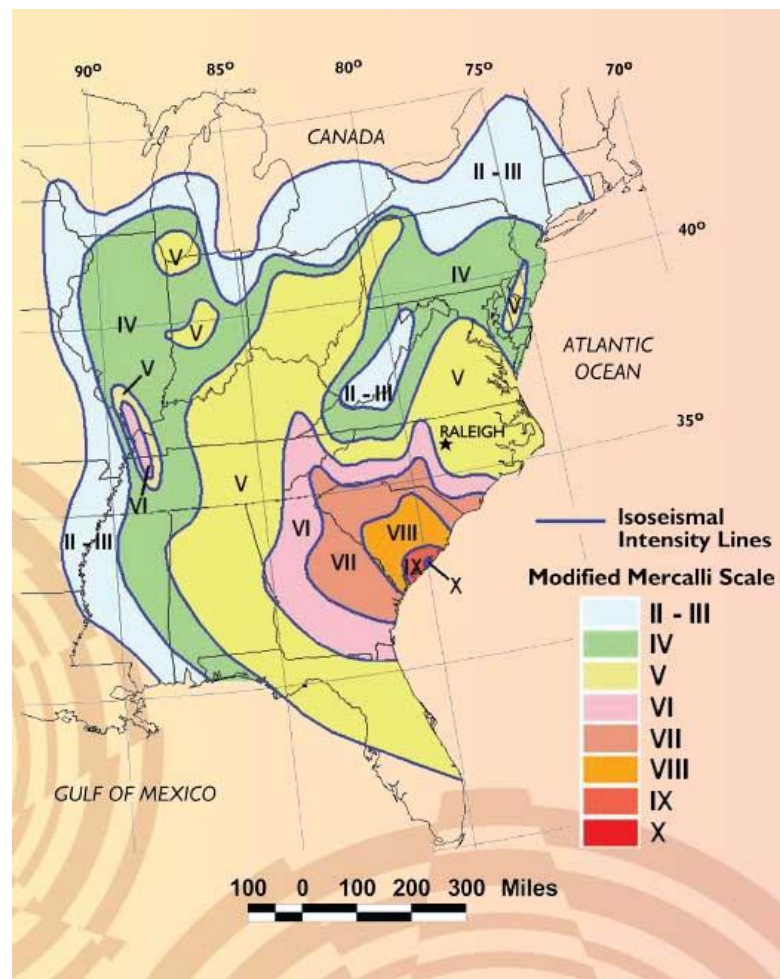 90°
85°
80°
75°
70°
CANADA
II - III
40°
V
IV
IV
V
V
ATLANTIC
OCEAN
V
II - III
V
35°
RALEIGH
VI
V
VI
VIII
II - III
VII
IX
X
Isoseismal
Intensity Lines
Modified Mercalli Scale
II - III
IV
V
VI
VII
VIII
IX
X
GULF OF MEXICO
100 0 100 200 300 Miles